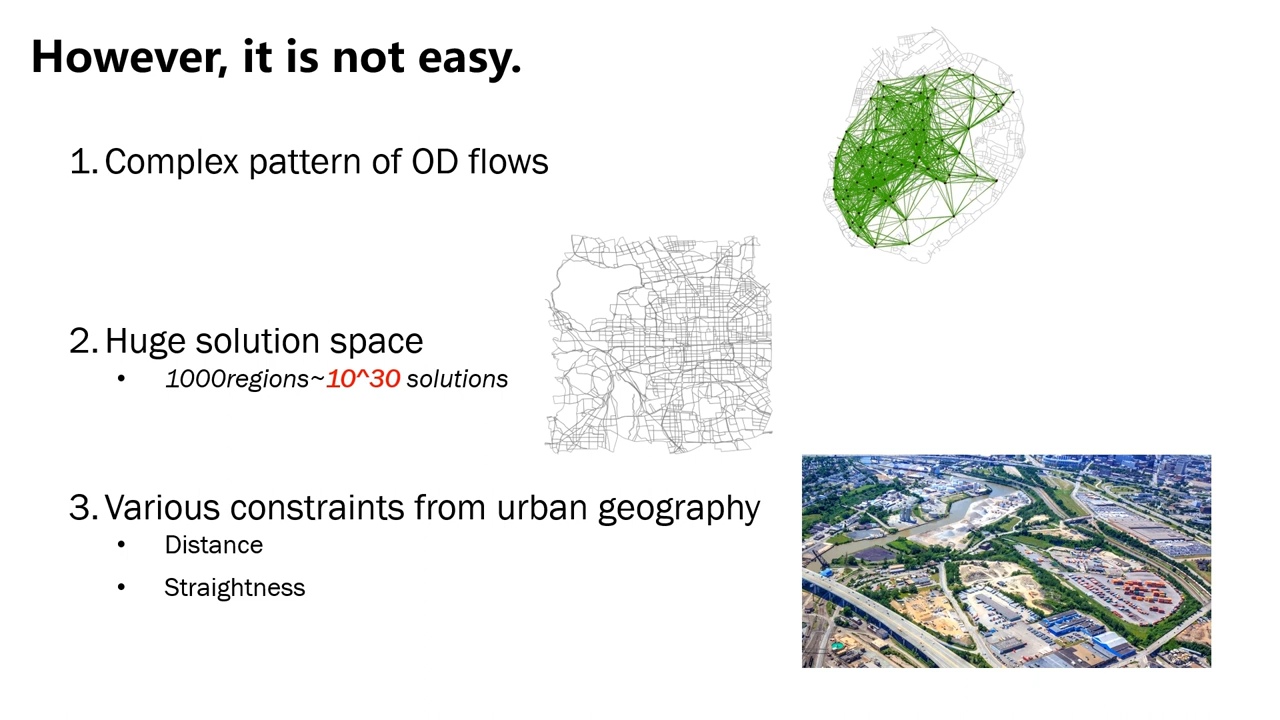 However, it is not easy.
1. Complex pattern of OD flows
2. Huge solution space
• 1000regions~10^30 solutions
3. Various constraints from urban geography
• Distance
• Straightness